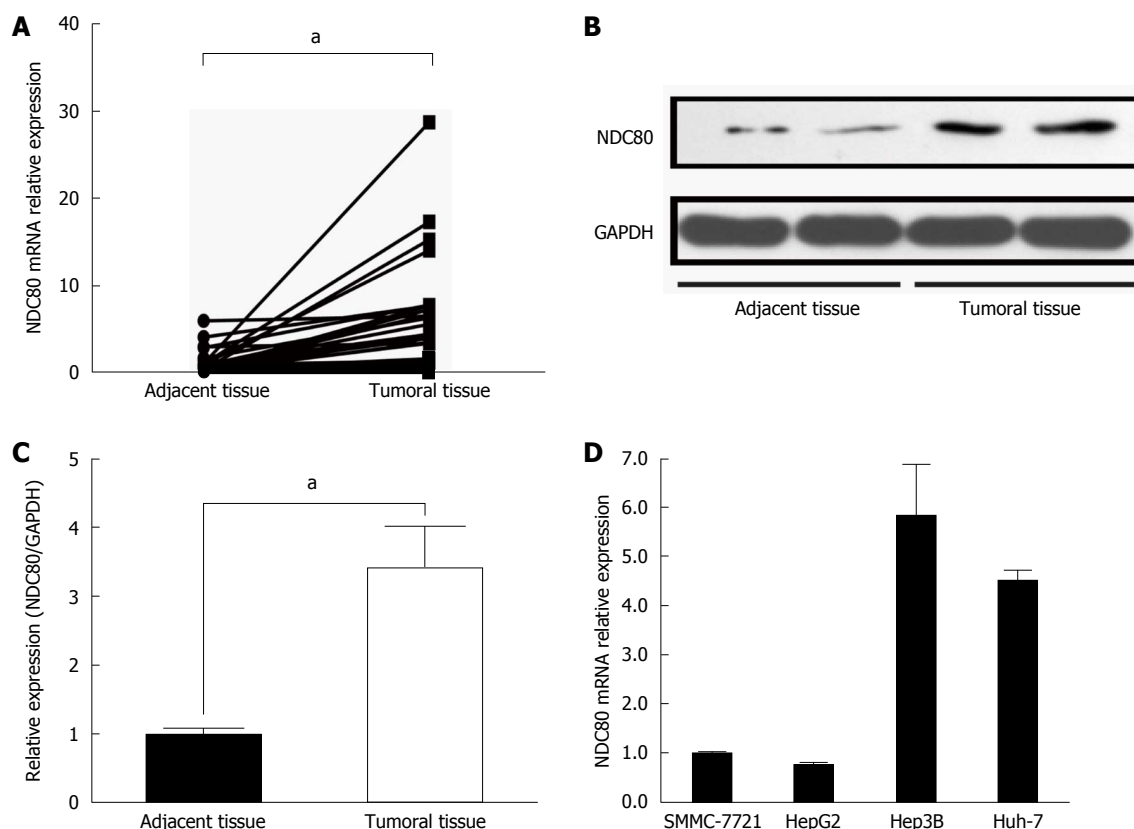 A
NDC80 mRNA relative expression
40
30
20
10
0
a
Adjacent tissue
Tumoral tissue
B
NDC80
GAPDH
Adjacent tissue
Tumoral tissue
C
Relative expression (NDC80/GAPDH)
5
4
3
2
1
0
a
Adjacent tissue
Tumoral tissue
D
NDC80 mRNA relative expression
7.0
6.0
5.0
4.0
3.0
2.0
1.0
0.0
SMMC-7721
HepG2
Hep3B
Huh-7